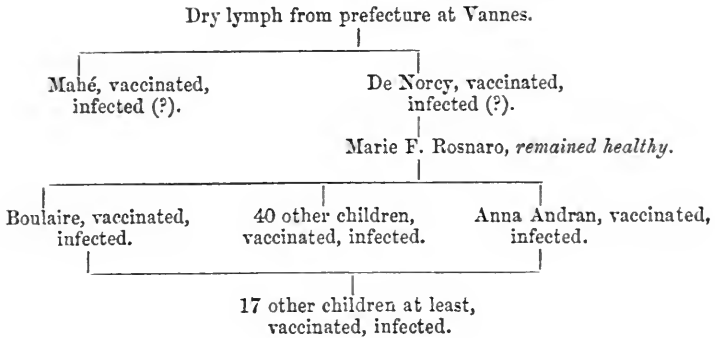 Dry lymph from prefecture at Vannes.
Mahé, vaccinated, De Norcy, vaccinated,
infected (?). infected (?).
Marie F. Rosnaro, remained healthy.
Boulaire, vaccinated, 40 other children, Anna Andran, vaccinated,
infected. vaccinated, infected. infected.
17 other children at least,
vaccinated, infected.